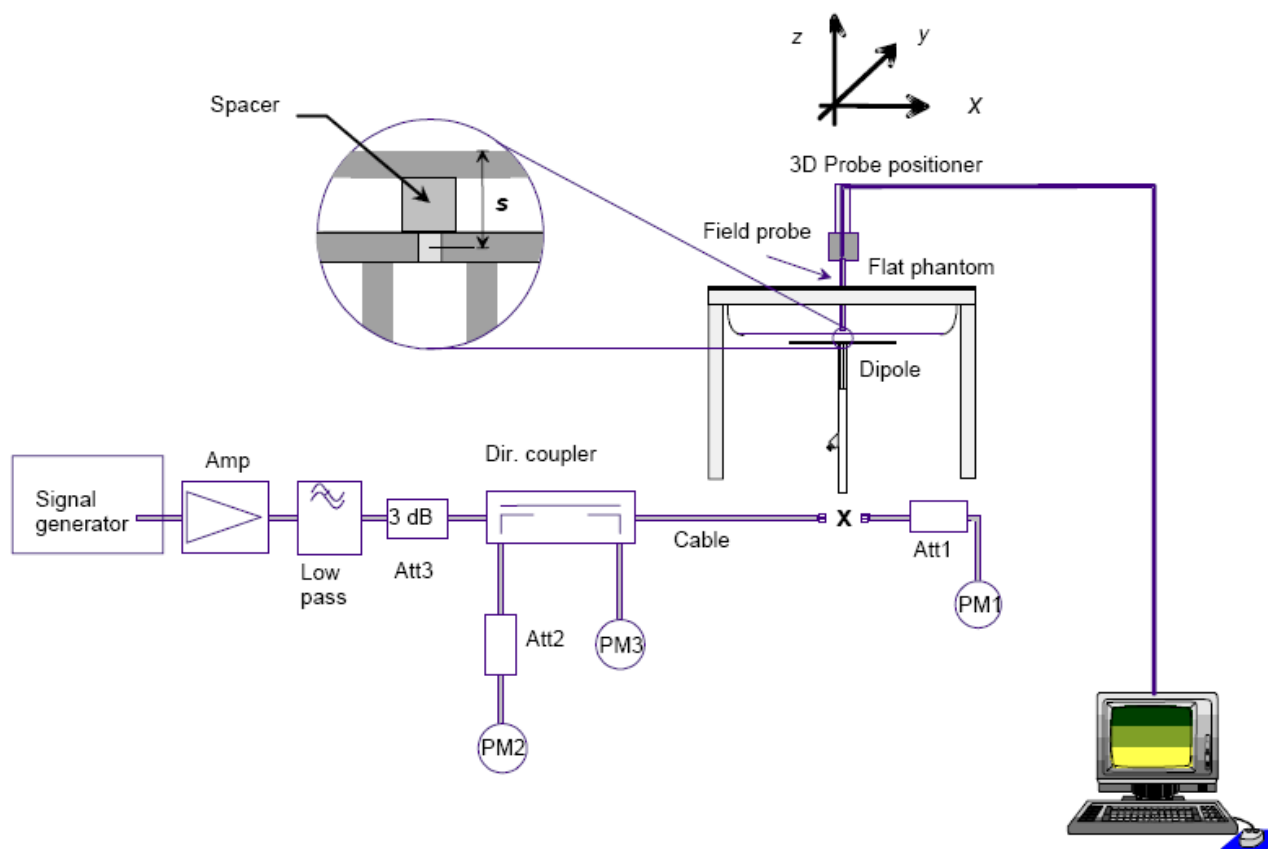 z
y
X
Spacer
s
3D Probe positioner
Field probe
Flat phantom
Dipole
Signal
generator
Amp
Low
pass
3 dB
Att3
Dir. coupler
Cable
X
Att1
PM1
Att2
PM3
PM2